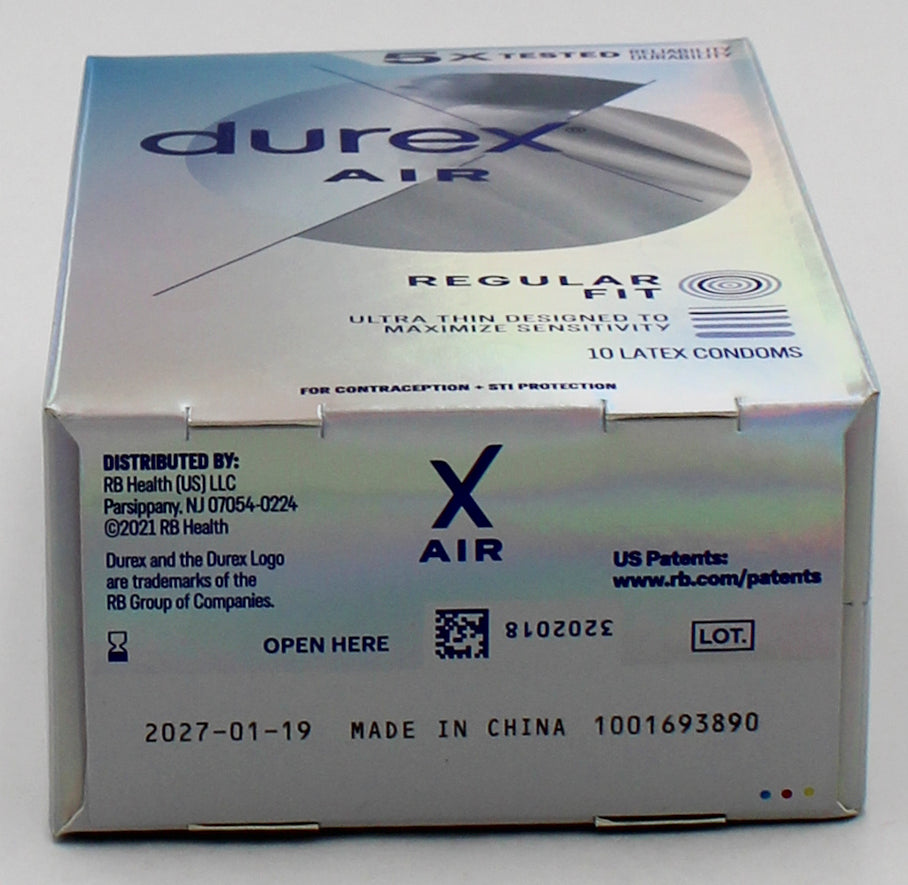 5X TESTED RELIABILITY
DURABILITY
durex®
AIR
REGULAR
FIT
ULTRA THIN DESIGNED TO
MAXIMIZE SENSITIVITY
10 LATEX CONDOMS
FOR CONTRACEPTION + STI PROTECTION
DISTRIBUTED BY:
RB Health (US) LLC
Parsippany, NJ 07054-0224
©2021 RB Health
Durex and the Durex Logo
are trademarks of the
RB Group of Companies.
X
AIR
US Patents:
www.rb.com/patents
OPEN HERE
3202018
LOT.
2027-01-19 MADE IN CHINA 1001693890